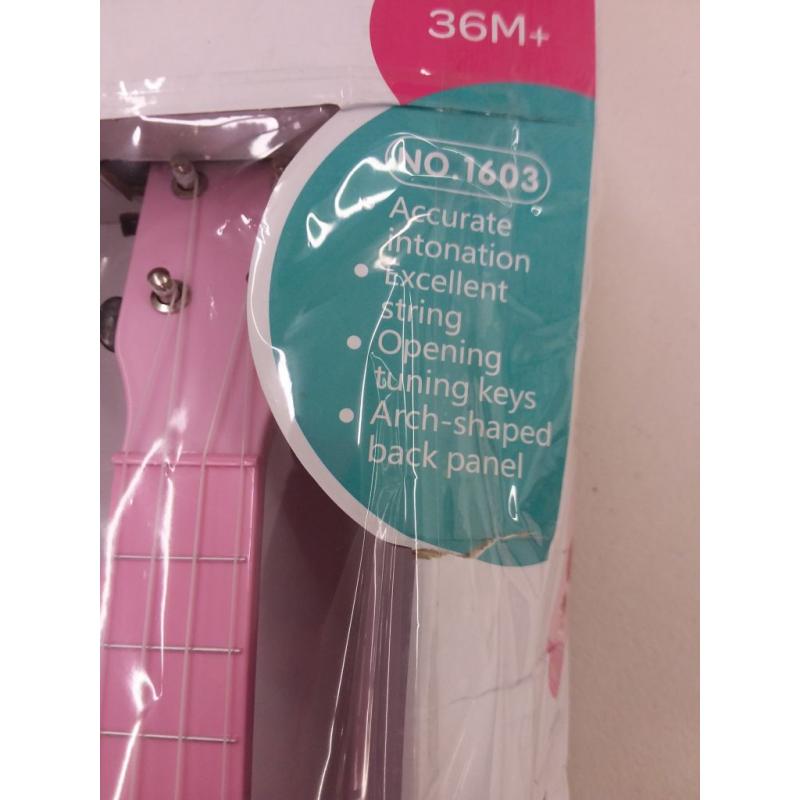 36M+
NO.1603
Accurate
intonation
• Excellent
string
• Opening
tuning keys
• Arch-shaped
back panel